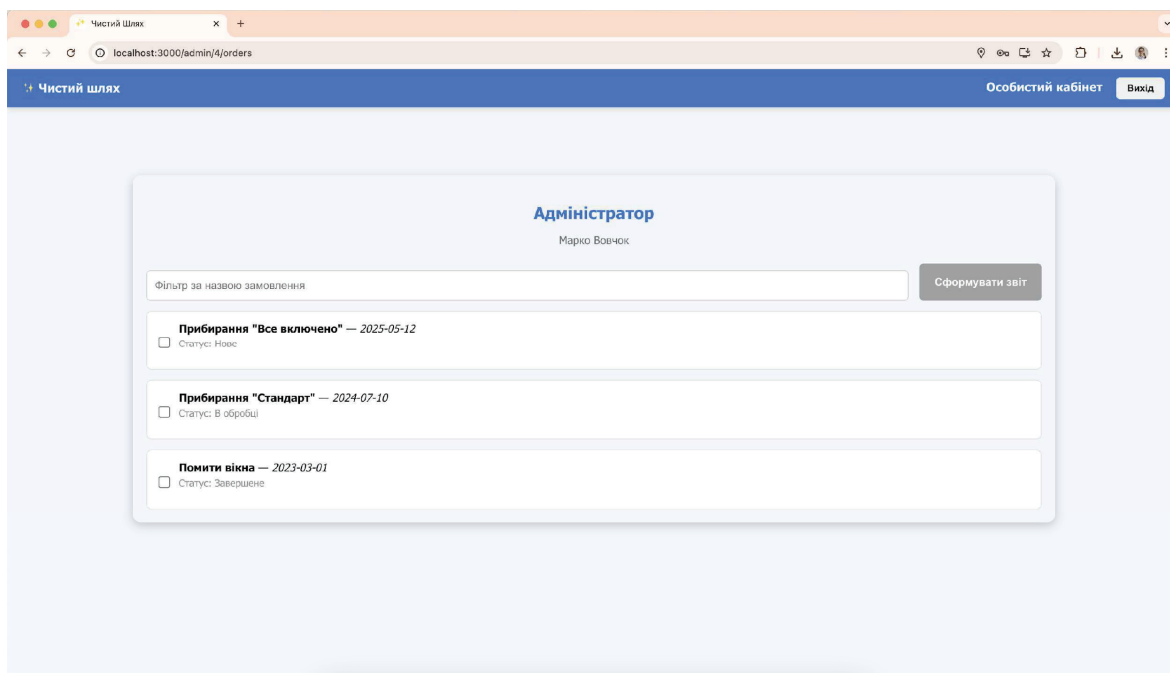 Чистий Шлях
localhost:3000/admin/4/orders
Чистий шлях
Особистий кабінет
Вихід
Адміністратор
Марко Вовчок
Фільтр за назвою замовлення
Сформувати звіт
Прибирання "Все включено" — 2025-05-12
Статус: Нове
Прибирання "Стандарт" — 2024-07-10
Статус: В обробці
Помити вікна — 2023-03-01
Статус: Завершене